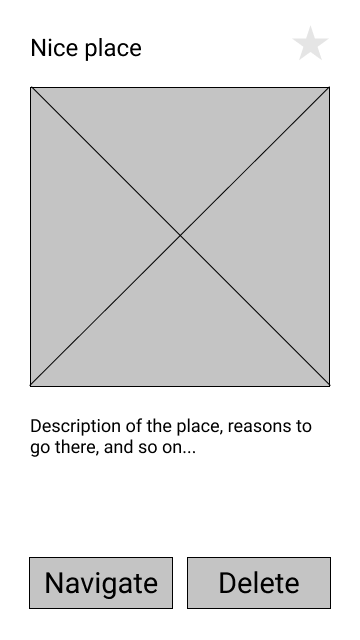 Nice place
Description of the place, reasons to
go there, and so on...
Navigate
Delete